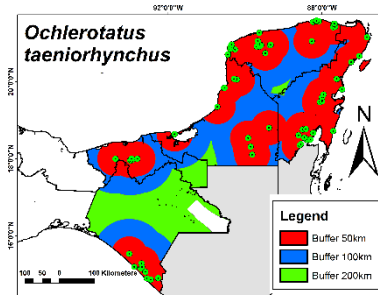 92°0'0"W 88°0'0"W
Ochlerotatus
taeniorhynchus
20°0'0"N
18°0'0"N
16°0'0"N
N
Legend
Buffer 50km
Buffer 100km
Buffer 200km
100 50 0 100 Kilometers